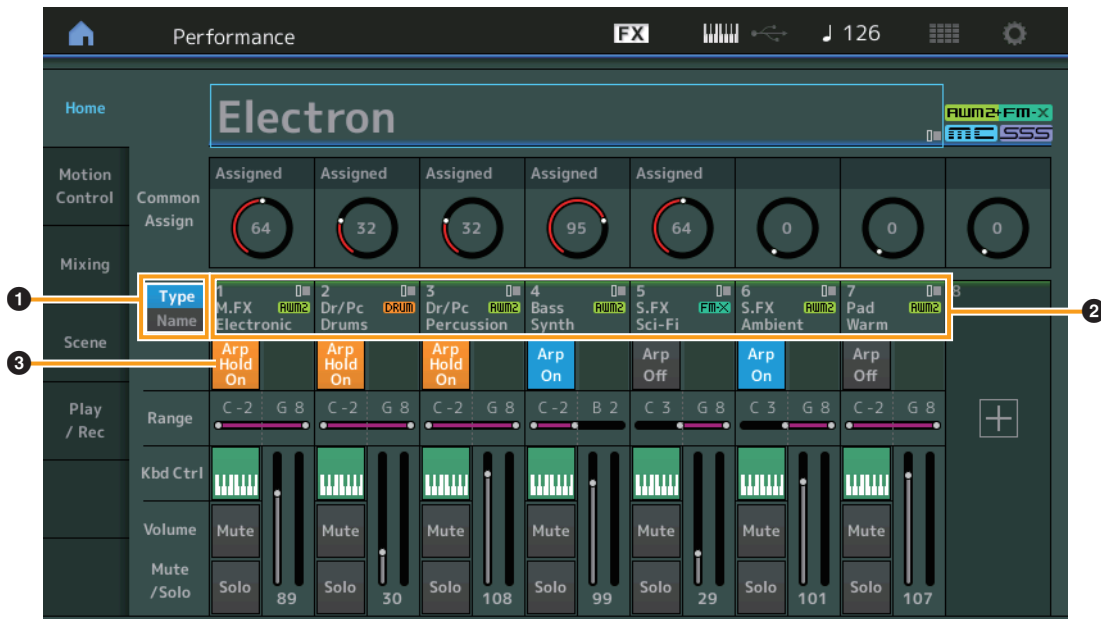 Performance FX 126
Home
Electron
AWM2+FM-X
MC SSS
Motion
Control
Common
Assign
Assigned Assigned Assigned Assigned Assigned
64 32 32 95 64 0 0 0
Mixing
1 Type
Name
1 2 3 4 5 6 7 8
M.FX AWM2 Dr/Pc DRUM Dr/Pc AWM2 Bass AWM2 S.FX FM-X S.FX AWM2 Pad AWM2
Electronic Drums Percussion Synth Sci-Fi Ambient Warm
2
Scene
3
Arp Hold On Arp Hold On Arp Hold On Arp On Arp Off Arp On Arp Off
Play
/ Rec
Range C -2 G 8 C -2 G 8 C -2 G 8 C -2 B 2 C 3 G 8 C 3 G 8 C -2 G 8
Kbd Ctrl
Volume Mute Mute Mute Mute Mute Mute Mute
Mute
/Solo Solo Solo Solo Solo Solo Solo Solo
89 30 108 99 29 101 107